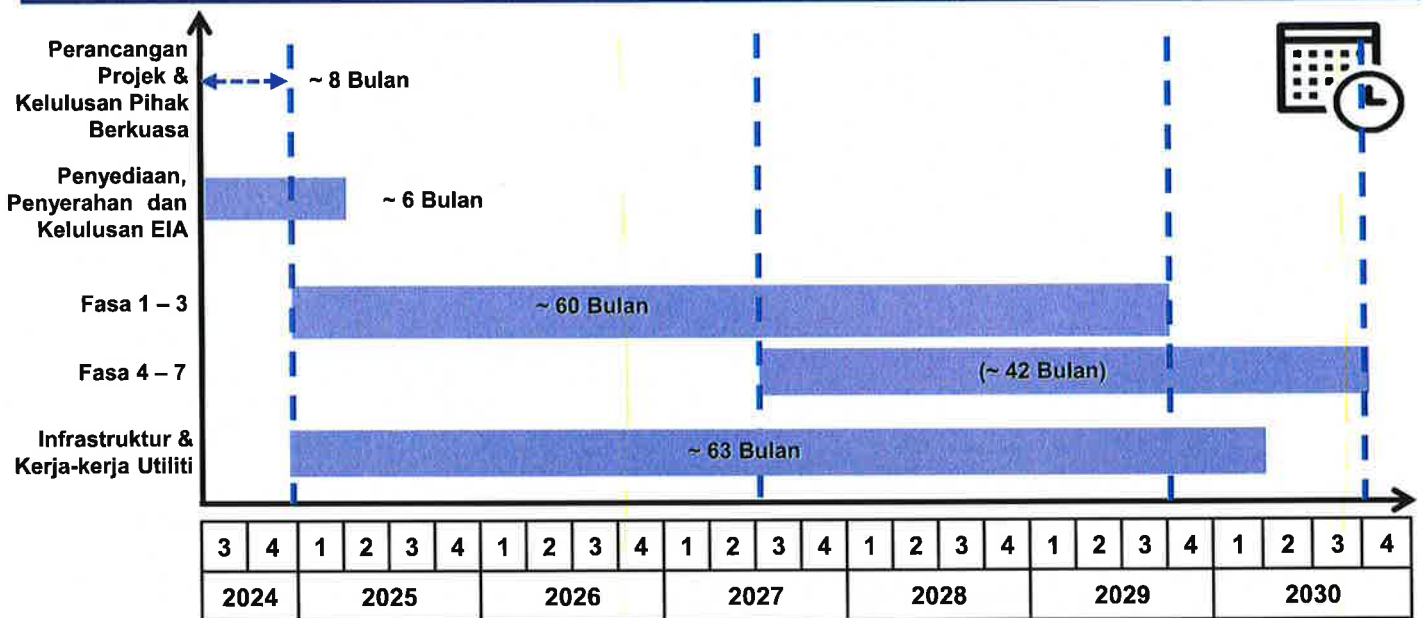 Perancangan
Projek &
Kelulusan Pihak
Berkuasa
~ 8 Bulan
Penyediaan,
Penyerahan dan
Kelulusan EIA
~ 6 Bulan
Fasa 1 – 3
~ 60 Bulan
Fasa 4 – 7
(~ 42 Bulan)
Infrastruktur &
Kerja-kerja Utiliti
~ 63 Bulan
3 4 1 2 3 4 1 2 3 4 1 2 3 4 1 2 3 4 1 2 3 4 1 2 3 4
2024 2025 2026 2027 2028 2029 2030